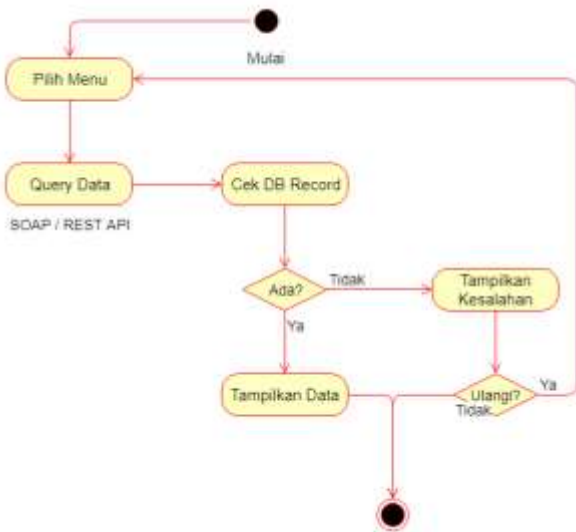 Mulai
Pilih Menu
Query Data
Cek DB Record
SOAP / REST API
Ada?
Tidak
Tampilkan
Kesalahan
Ya
Tampilkan Data
Ulangi?
Ya
Tidak